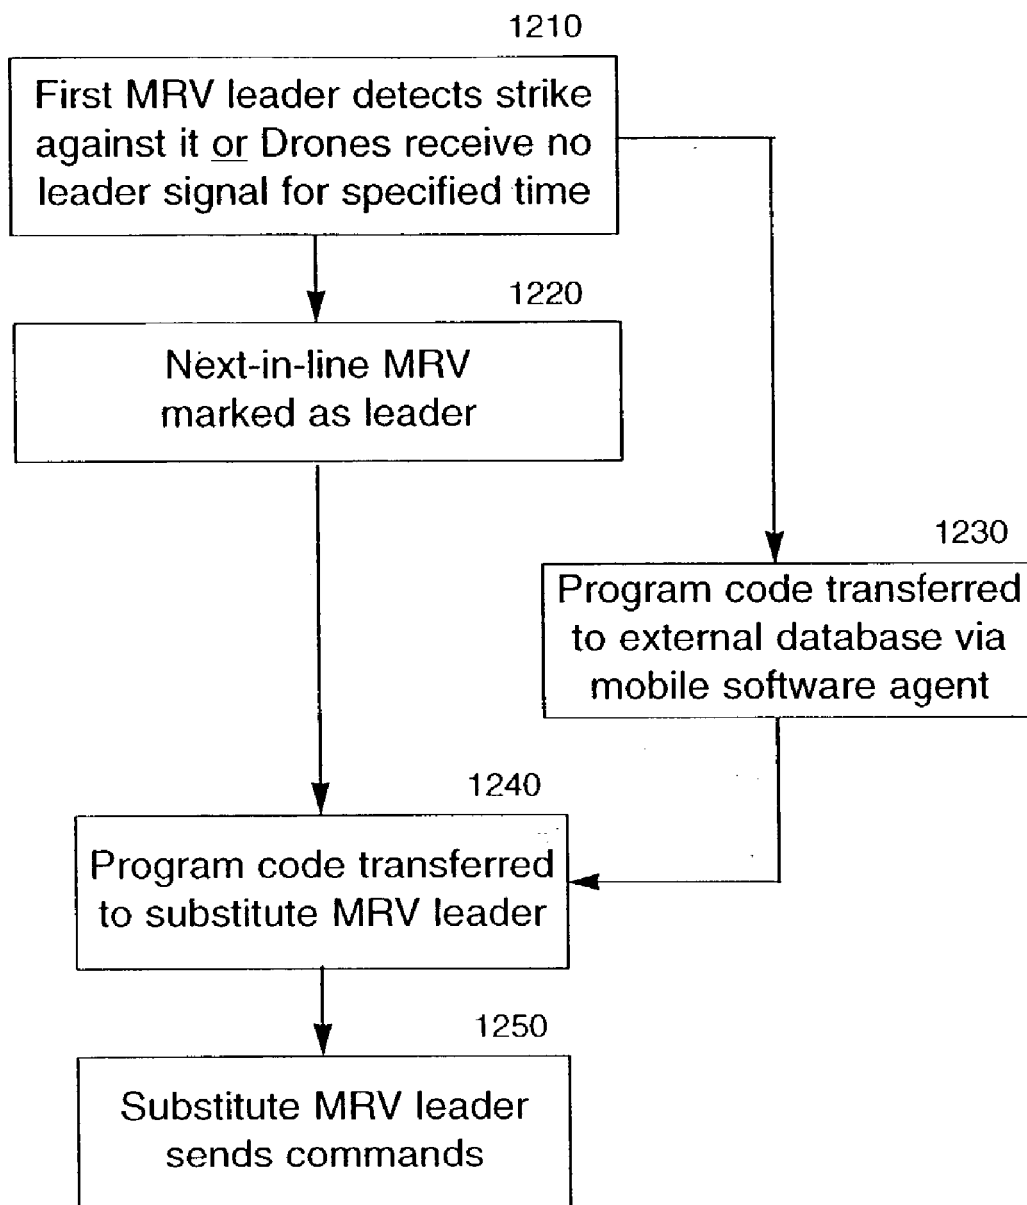 1210
First MRV leader detects strike
against it or Drones receive no
leader signal for specified time
1220
Next-in-line MRV
marked as leader
1230
Program code transferred
to external database via
mobile software agent
1240
Program code transferred
to substitute MRV leader
1250
Substitute MRV leader
sends commands